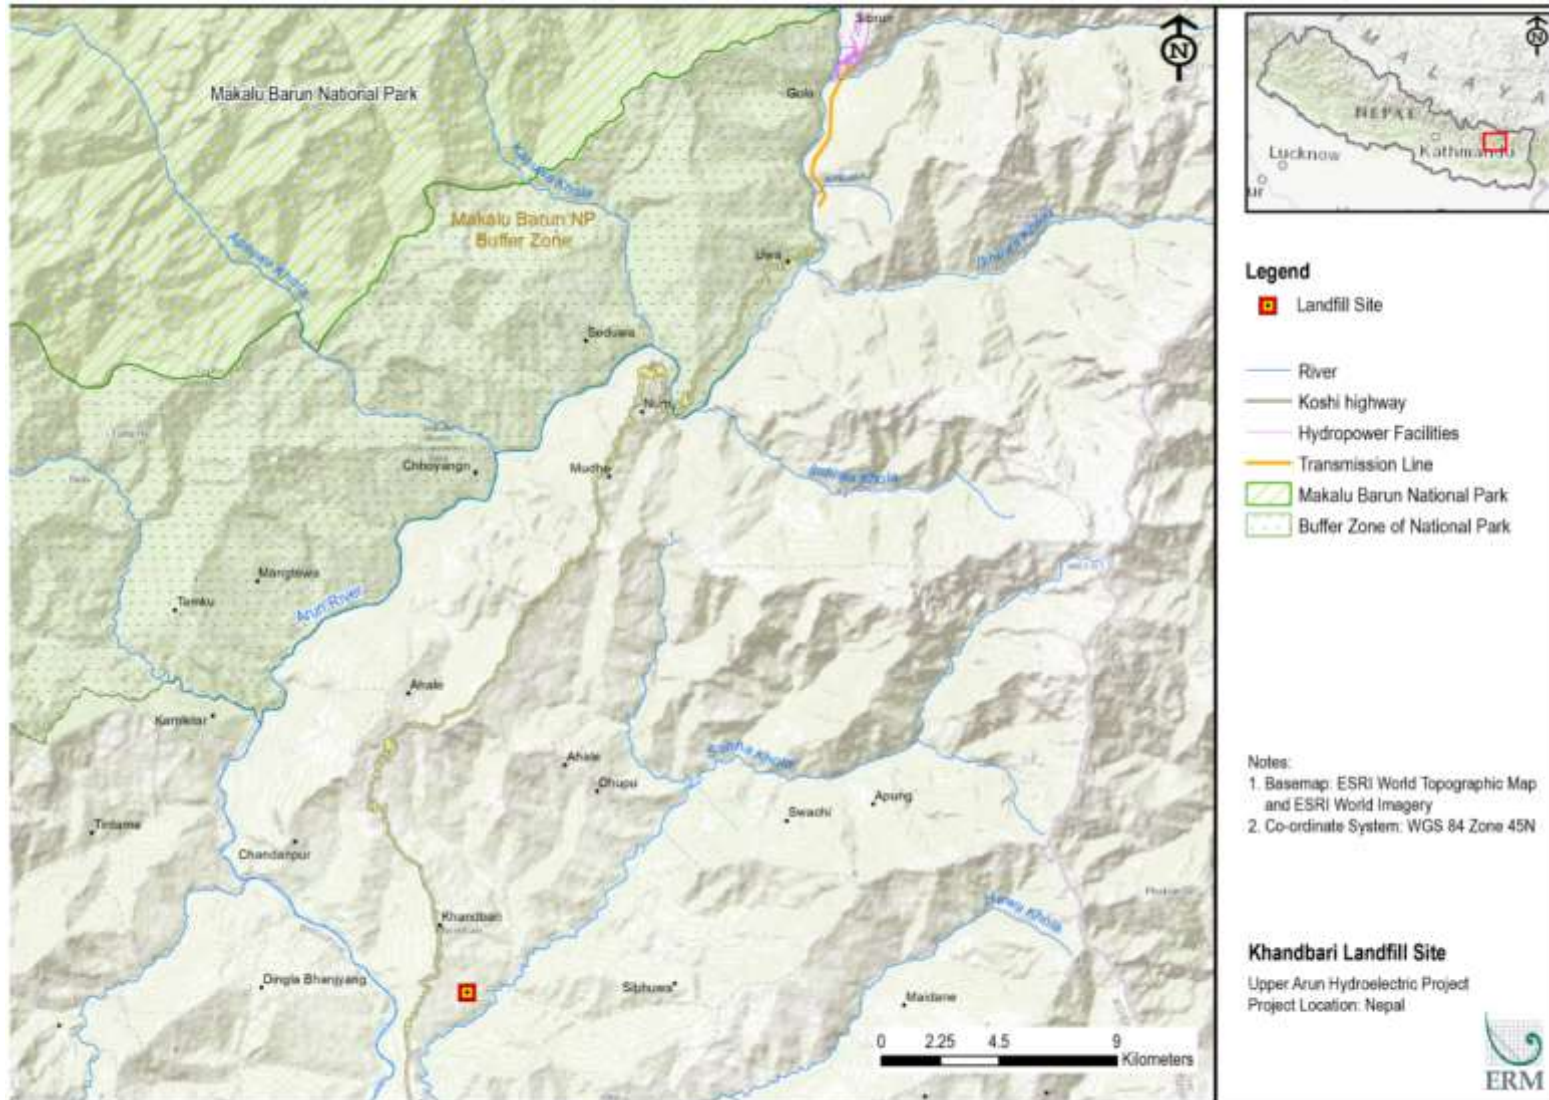 Makalu Barun National Park
Gola
Makalu Barun NP
Buffer Zone
Uwa
Seduwa
Num
Chhoyangn
Mudhe
Mangtewa
Tamku
Arun River
Ahale
Ahale
Sabha Khola
Swachi
Apung
Tintame
Chandanpur
Khandbari
Dingla Bhanjyang
Siphuwa
Maidane
0 2.25 4.5 9
Kilometers
N
N
MALAYA
NEPAL
Lucknow
Kathmandu
ur
Legend
Landfill Site
River
Koshi highway
Hydropower Facilities
Transmission Line
Makalu Barun National Park
Buffer Zone of National Park
Notes:
1. Basemap: ESRI World Topographic Map
and ESRI World Imagery
2. Co-ordinate System: WGS 84 Zone 45N
Khandbari Landfill Site
Upper Arun Hydroelectric Project
Project Location: Nepal
ERM